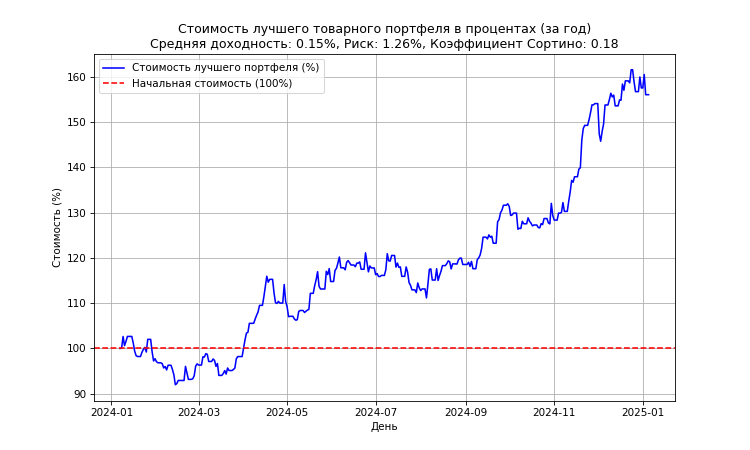 Стоимость лучшего товарного портфеля в процентах (за год)
Средняя доходность: 0.15%, Риск: 1.26%, Коэффициент Сортино: 0.18
Стоимость лучшего портфеля (%)
Начальная стоимость (100%)
Стоимость (%)
160
150
140
130
120
110
100
90
2024-01
2024-03
2024-05
2024-07
2024-09
2024-11
2025-01
День